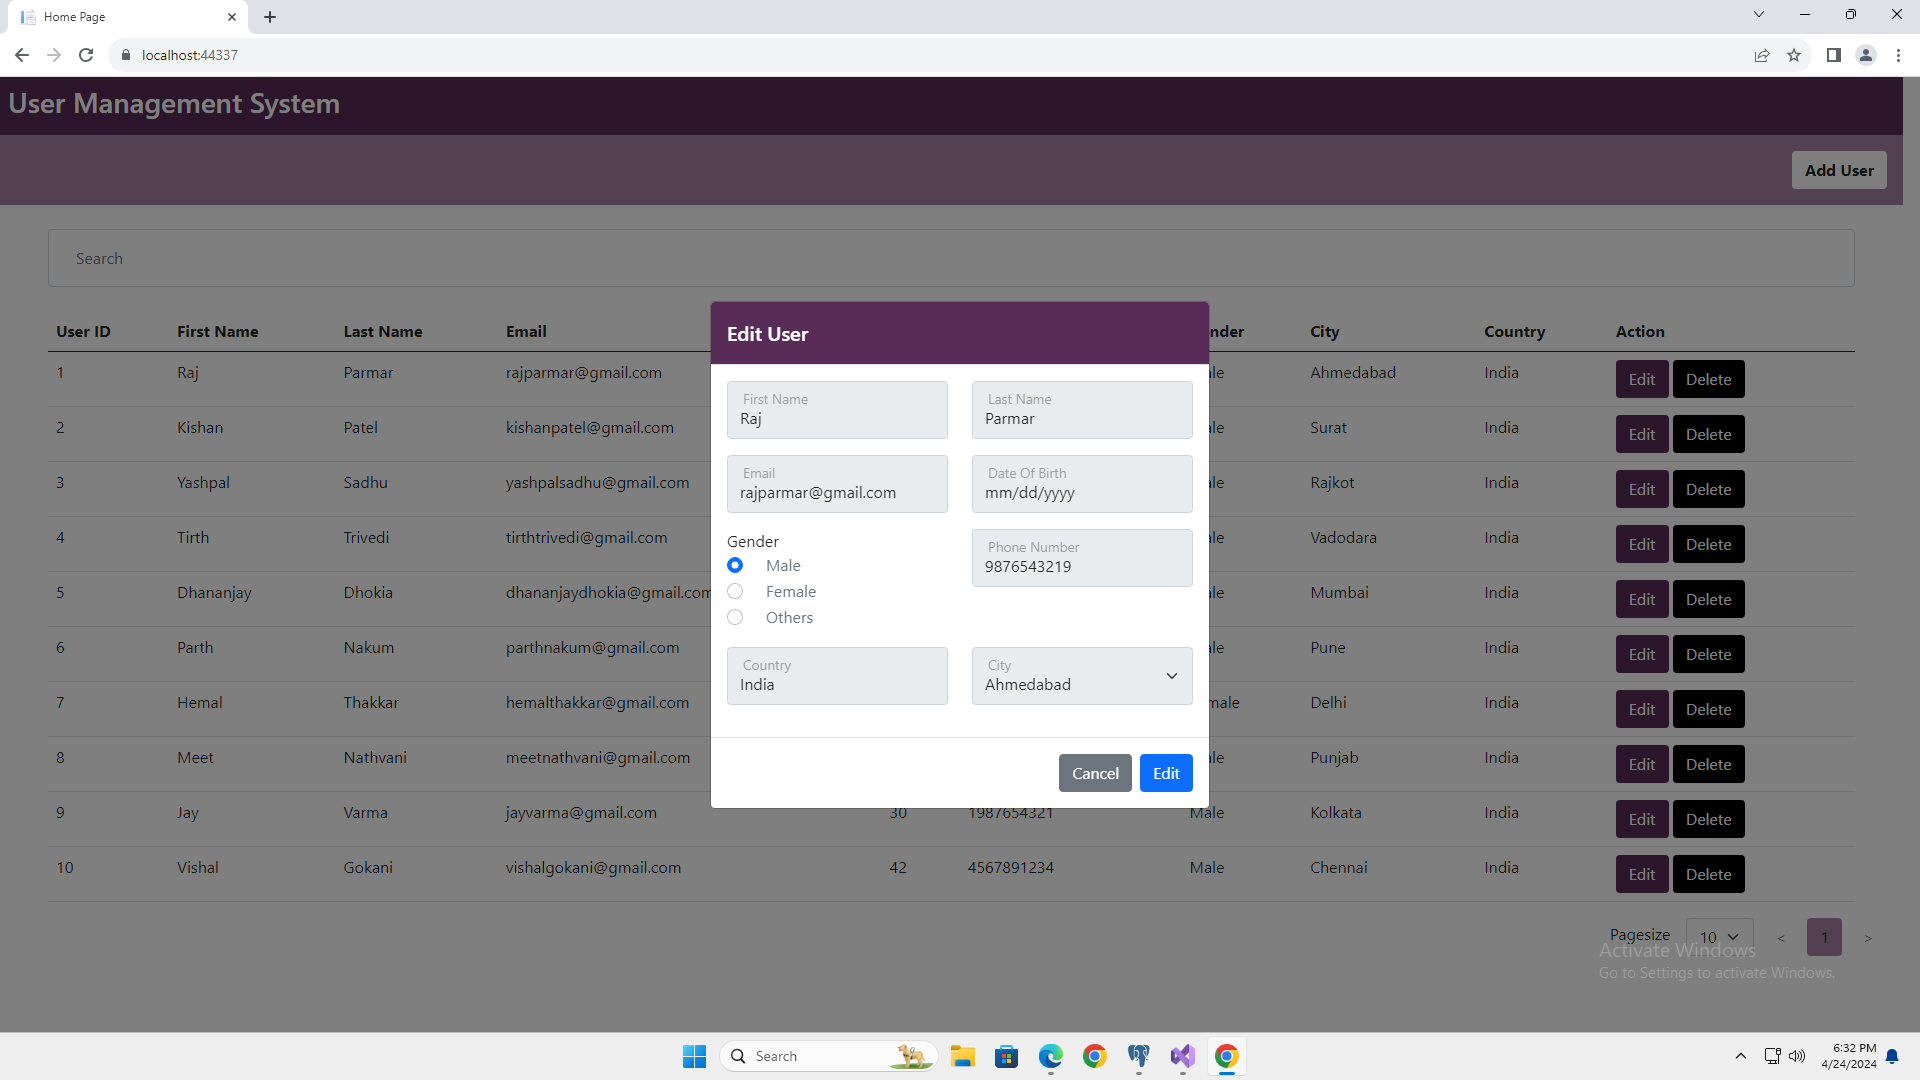 Home Page
localhost:44337
User Management System
Add User
Search
User ID First Name Last Name Email City Country Action
1 Raj Parmar rajparmar@gmail.com Ahmedabad India Edit Delete
2 Kishan Patel kishanpatel@gmail.com Surat India Edit Delete
3 Yashpal Sadhu yashpalsadhu@gmail.com Rajkot India Edit Delete
4 Tirth Trivedi tirthtrivedi@gmail.com Vadodara India Edit Delete
5 Dhananjay Dhokia dhananjaydhokia@gmail.com Mumbai India Edit Delete
6 Parth Nakum parthnakum@gmail.com Pune India Edit Delete
7 Hemal Thakkar hemalthakkar@gmail.com Delhi India Edit Delete
8 Meet Nathvani meetnathvani@gmail.com Punjab India Edit Delete
9 Jay Varma jayvarma@gmail.com 30 1987654321 Male Kolkata India Edit Delete
10 Vishal Gokani vishalgokani@gmail.com 42 4567891234 Male Chennai India Edit Delete
Edit User
First Name Last Name
Raj Parmar
Email Date Of Birth
rajparmar@gmail.com mm/dd/yyyy
Gender Phone Number
Male 9876543219
Female
Others
Country City
India Ahmedabad
Cancel Edit
Pagesize 10 < 1 >
Activate Windows
Go to Settings to activate Windows.
Search
6:32 PM
4/24/2024